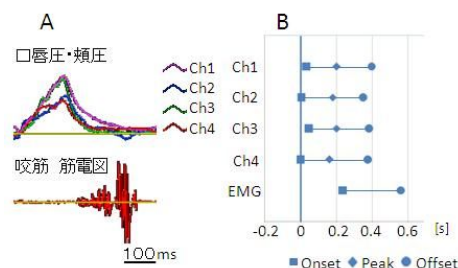 A
口唇圧・頬圧
Ch1
Ch2
Ch3
Ch4
咬筋 筋電図
100ms
B
Ch1
Ch2
Ch3
Ch4
EMG
-0.2 0 0.2 0.4 0.6 [s]
Onset Peak Offset